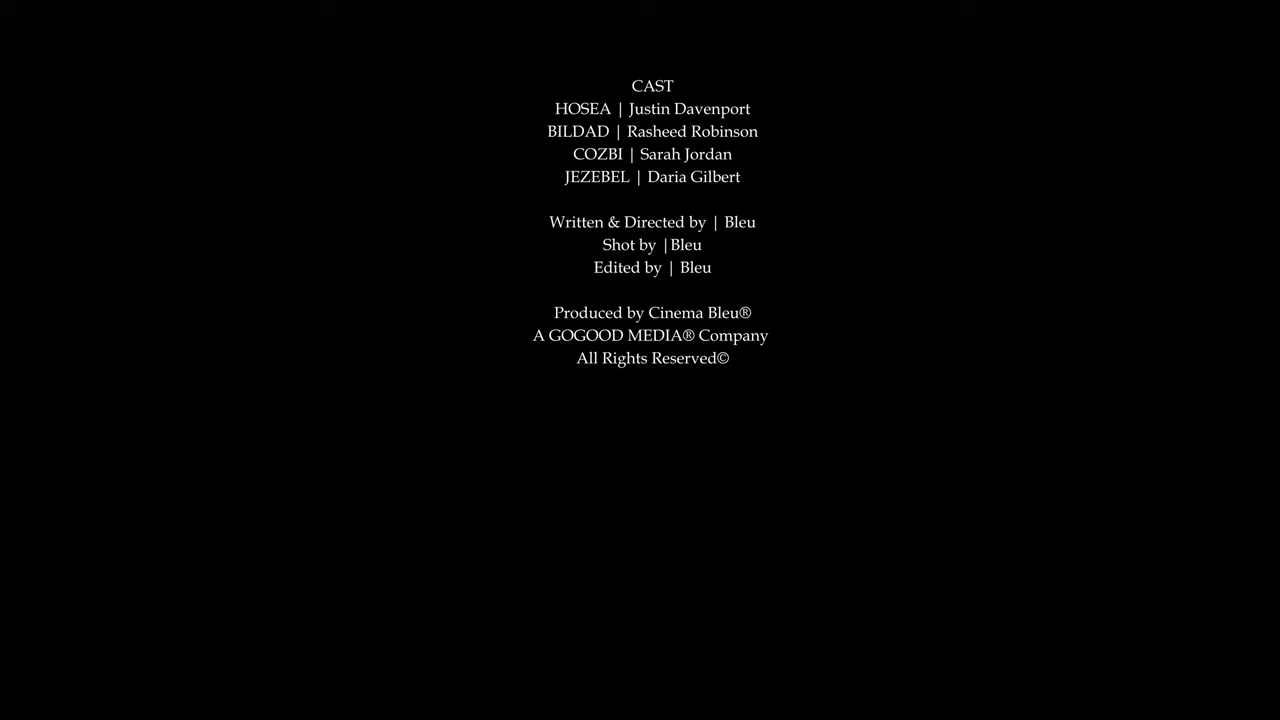 CAST
HOSEA | Justin Davenport
BILDAD | Rasheed Robinson
COZBI | Sarah Jordan
JEZEBEL | Daria Gilbert
Written & Directed by | Bleu
Shot by |Bleu
Edited by | Bleu
Produced by Cinema Bleu®
A GOGOOD MEDIA® Company
All Rights Reserved©